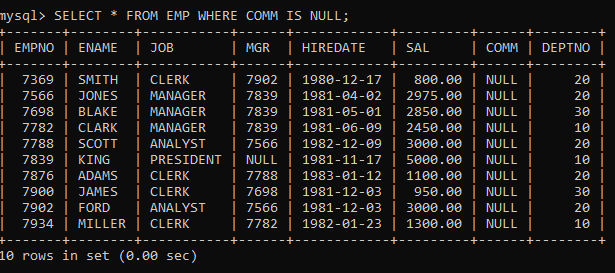 mysql> SELECT * FROM EMP WHERE COMM IS NULL;
+-------+--------+-----------+------+------------+---------+------+--------+
| EMPNO | ENAME | JOB | MGR | HIREDATE | SAL | COMM | DEPTNO |
+-------+--------+-----------+------+------------+---------+------+--------+
| 7369 | SMITH | CLERK | 7902 | 1980-12-17 | 800.00 | NULL | 20 |
| 7566 | JONES | MANAGER | 7839 | 1981-04-02 | 2975.00 | NULL | 20 |
| 7698 | BLAKE | MANAGER | 7839 | 1981-05-01 | 2850.00 | NULL | 30 |
| 7782 | CLARK | MANAGER | 7839 | 1981-06-09 | 2450.00 | NULL | 10 |
| 7788 | SCOTT | ANALYST | 7566 | 1982-12-09 | 3000.00 | NULL | 20 |
| 7839 | KING | PRESIDENT | NULL | 1981-11-17 | 5000.00 | NULL | 10 |
| 7876 | ADAMS | CLERK | 7788 | 1983-01-12 | 1100.00 | NULL | 20 |
| 7900 | JAMES | CLERK | 7698 | 1981-12-03 | 950.00 | NULL | 30 |
| 7902 | FORD | ANALYST | 7566 | 1981-12-03 | 3000.00 | NULL | 20 |
| 7934 | MILLER | CLERK | 7782 | 1982-01-23 | 1300.00 | NULL | 10 |
+-------+--------+-----------+------+------------+---------+------+--------+
10 rows in set (0.00 sec)